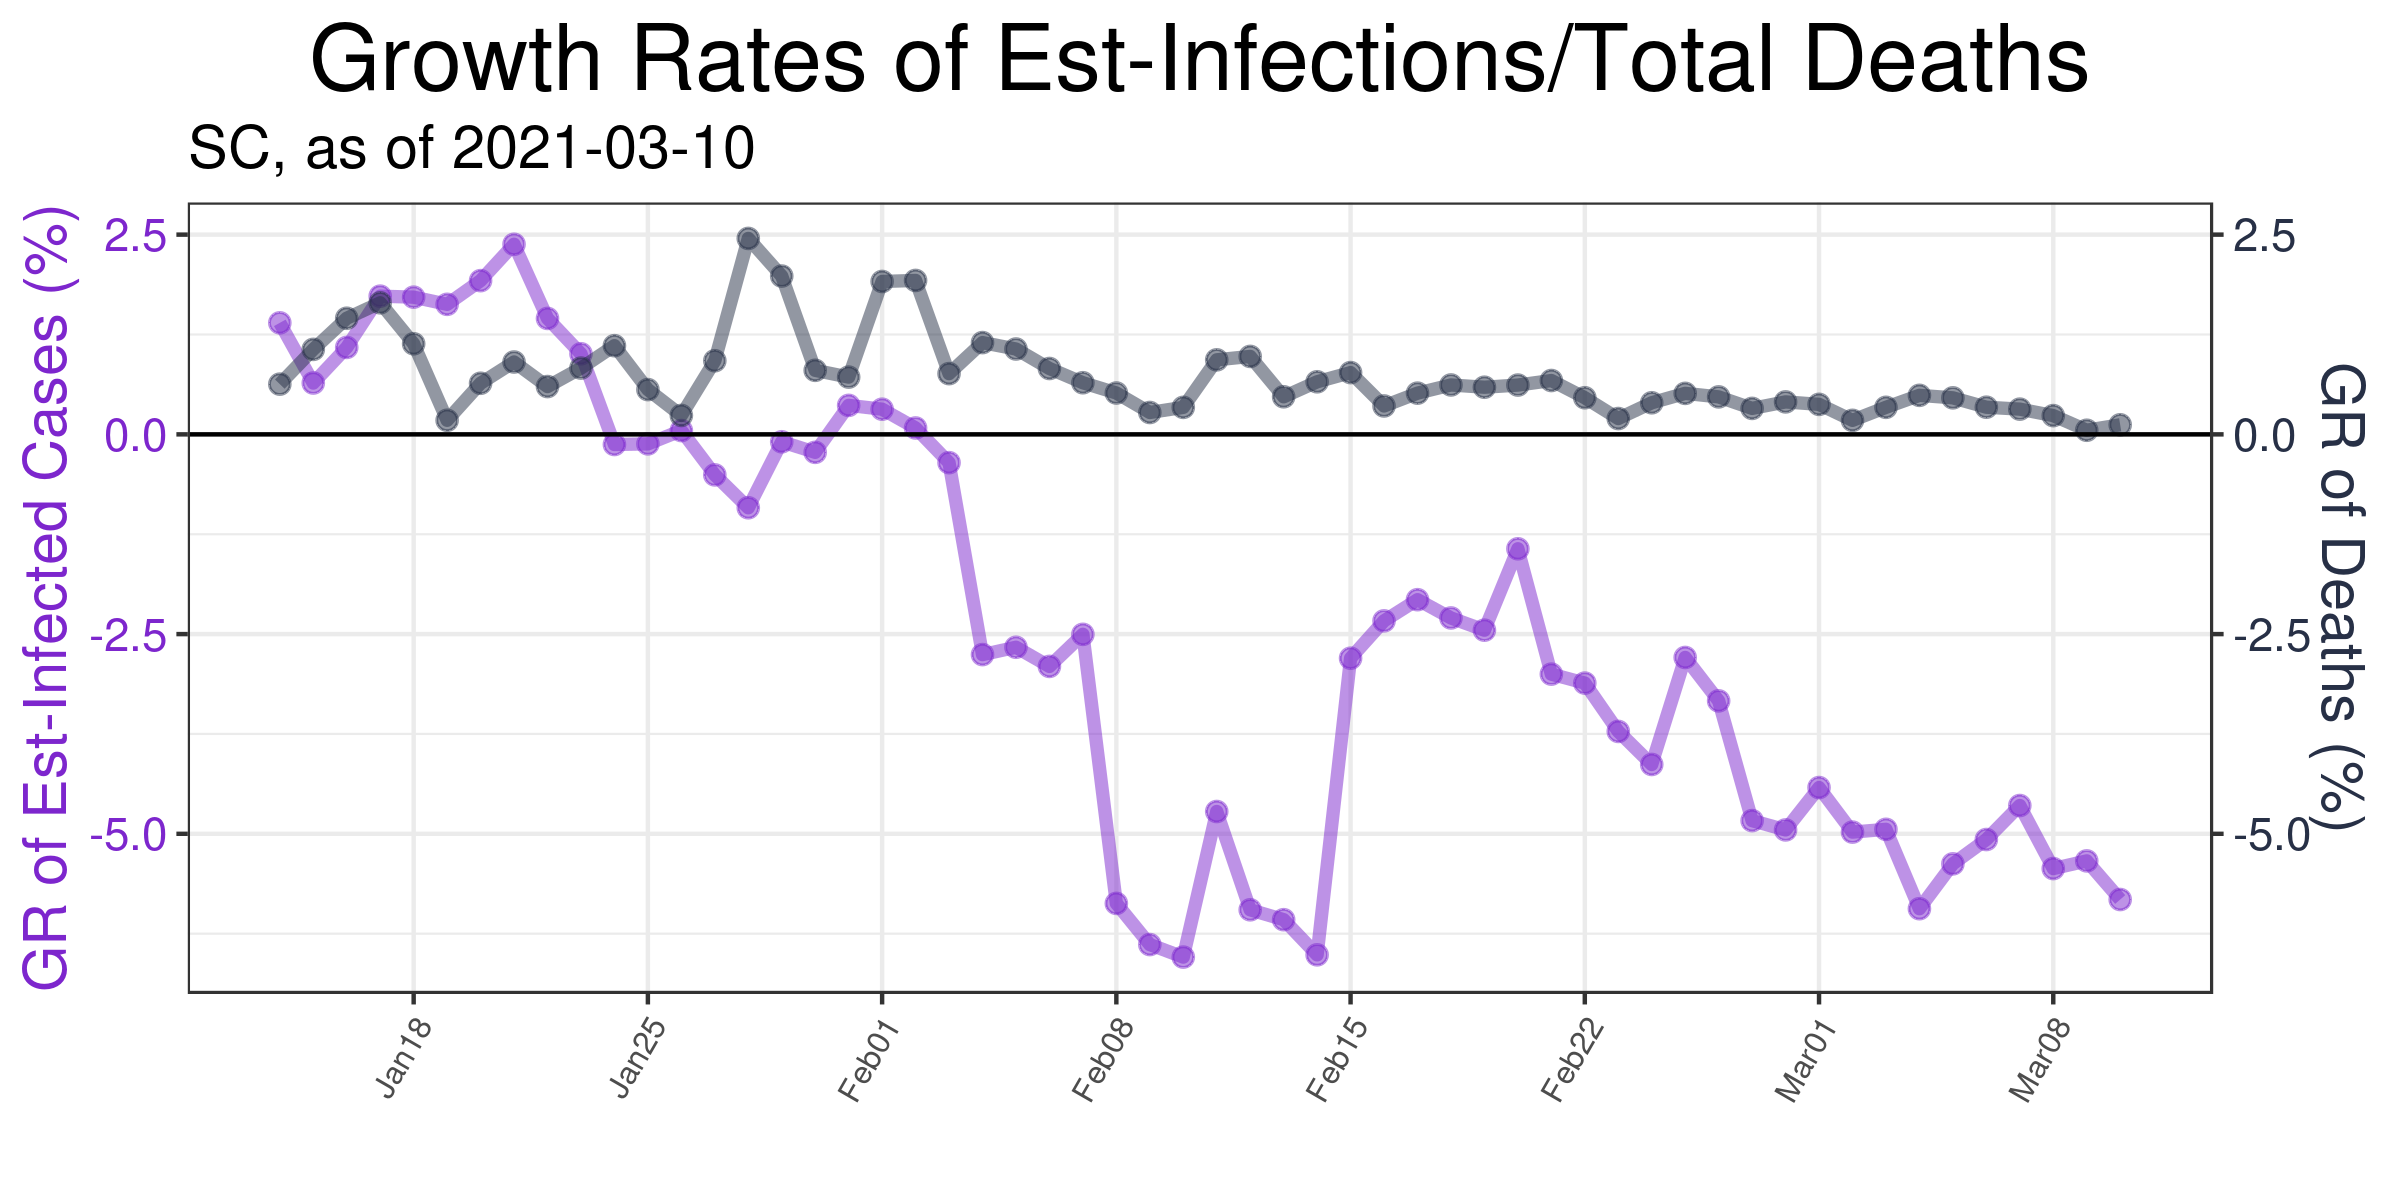 Growth Rates of Est-Infections/Total Deaths
SC, as of 2021-03-10
GR of Est-Infected Cases (%)
2.5
0.0
-2.5
-5.0
2.5
0.0
-2.5
-5.0
GR of Deaths (%)
Jan18
Jan25
Feb01
Feb08
Feb15
Feb22
Mar01
Mar08